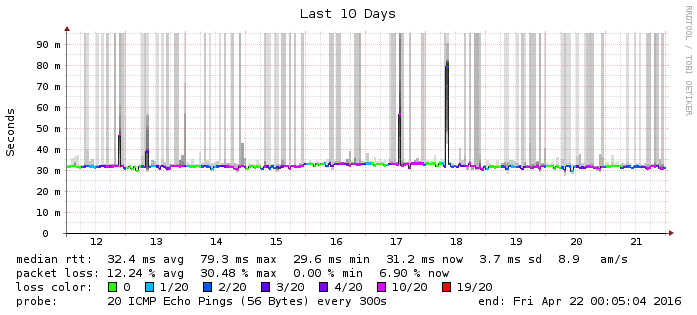 Last 10 Days
RRDTOOL / TOBI OETIKER
Seconds
90 m
80 m
70 m
60 m
50 m
40 m
30 m
20 m
10 m
0
12 13 14 15 16 17 18 19 20 21
median rtt: 32.4 ms avg 79.3 ms max 29.6 ms min 31.2 ms now 3.7 ms sd 8.9 am/s
packet loss: 12.24 % avg 30.48 % max 0.00 % min 6.90 % now
loss color: 0 1/20 2/20 3/20 4/20 10/20 19/20
probe: 20 ICMP Echo Pings (56 Bytes) every 300s end: Fri Apr 22 00:05:04 2016